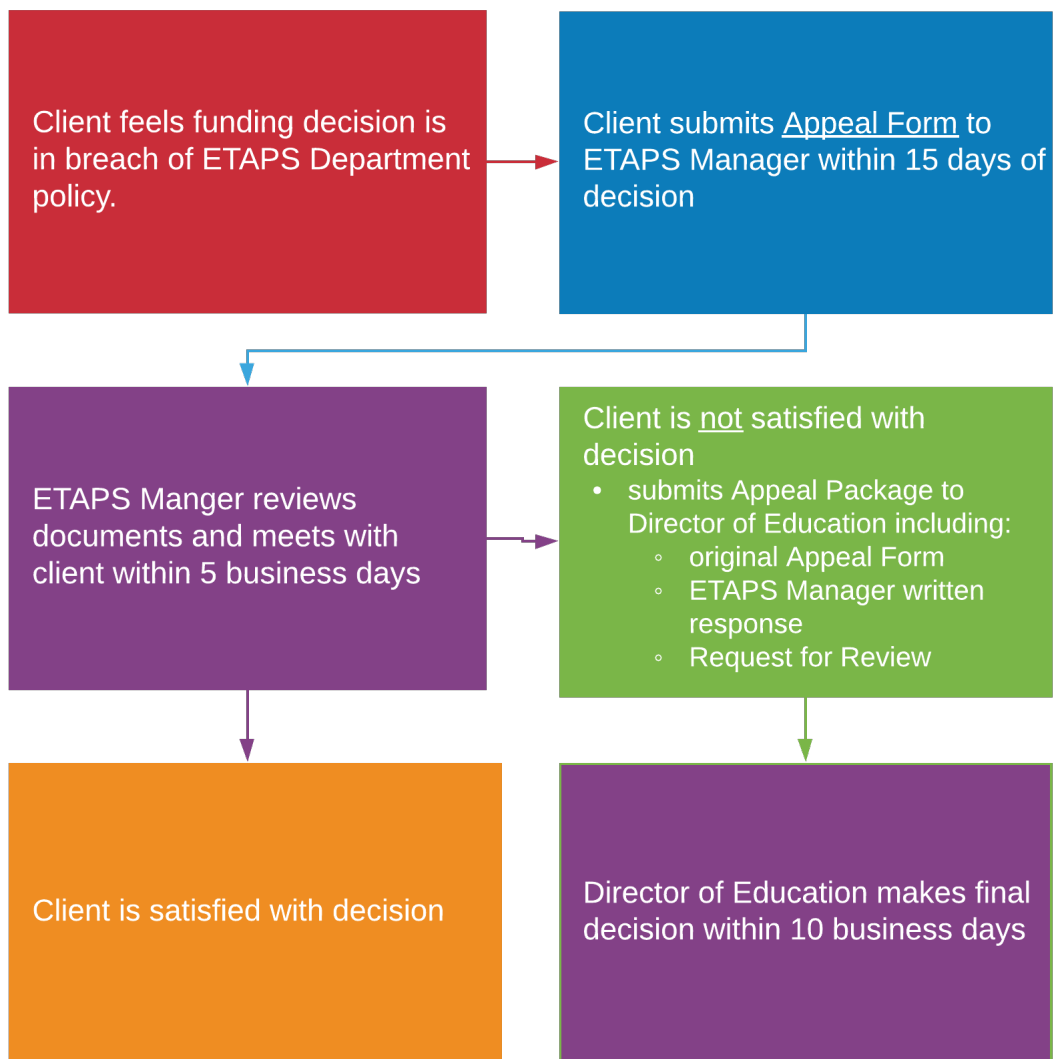 Client feels funding decision is
in breach of ETAPS Department
policy.
Client submits Appeal Form to
ETAPS Manager within 15 days of
decision
ETAPS Manger reviews
documents and meets with
client within 5 business days
Client is not satisfied with
decision
• submits Appeal Package to
Director of Education including:
◦ original Appeal Form
◦ ETAPS Manager written
response
◦ Request for Review
Client is satisfied with decision
Director of Education makes final
decision within 10 business days